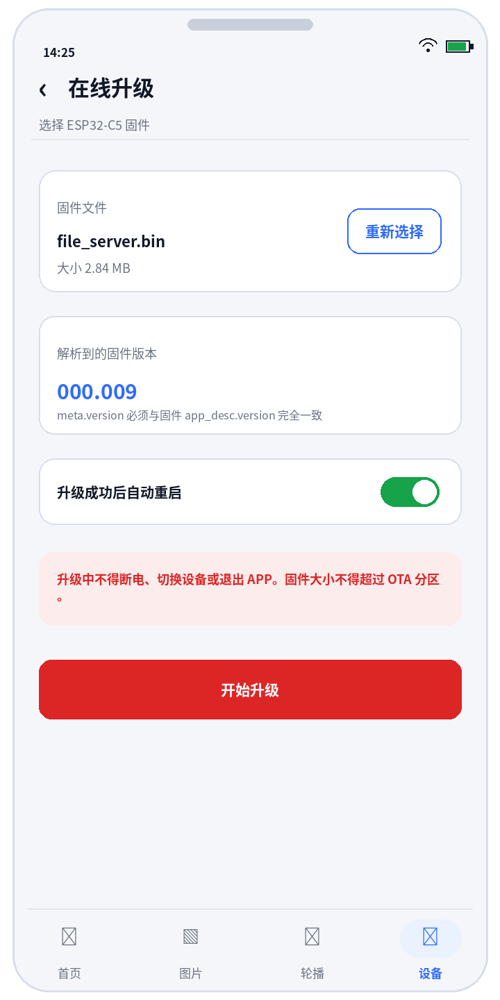 14:25
‹ 在线升级
选择 ESP32-C5 固件
固件文件
file_server.bin
大小 2.84 MB
重新选择
解析到的固件版本
000.009
meta.version 必须与固件 app_desc.version 完全一致
升级成功后自动重启
升级中不得断电、切换设备或退出 APP。固件大小不得超过 OTA 分区
。
开始升级
首页
图片
轮播
设备